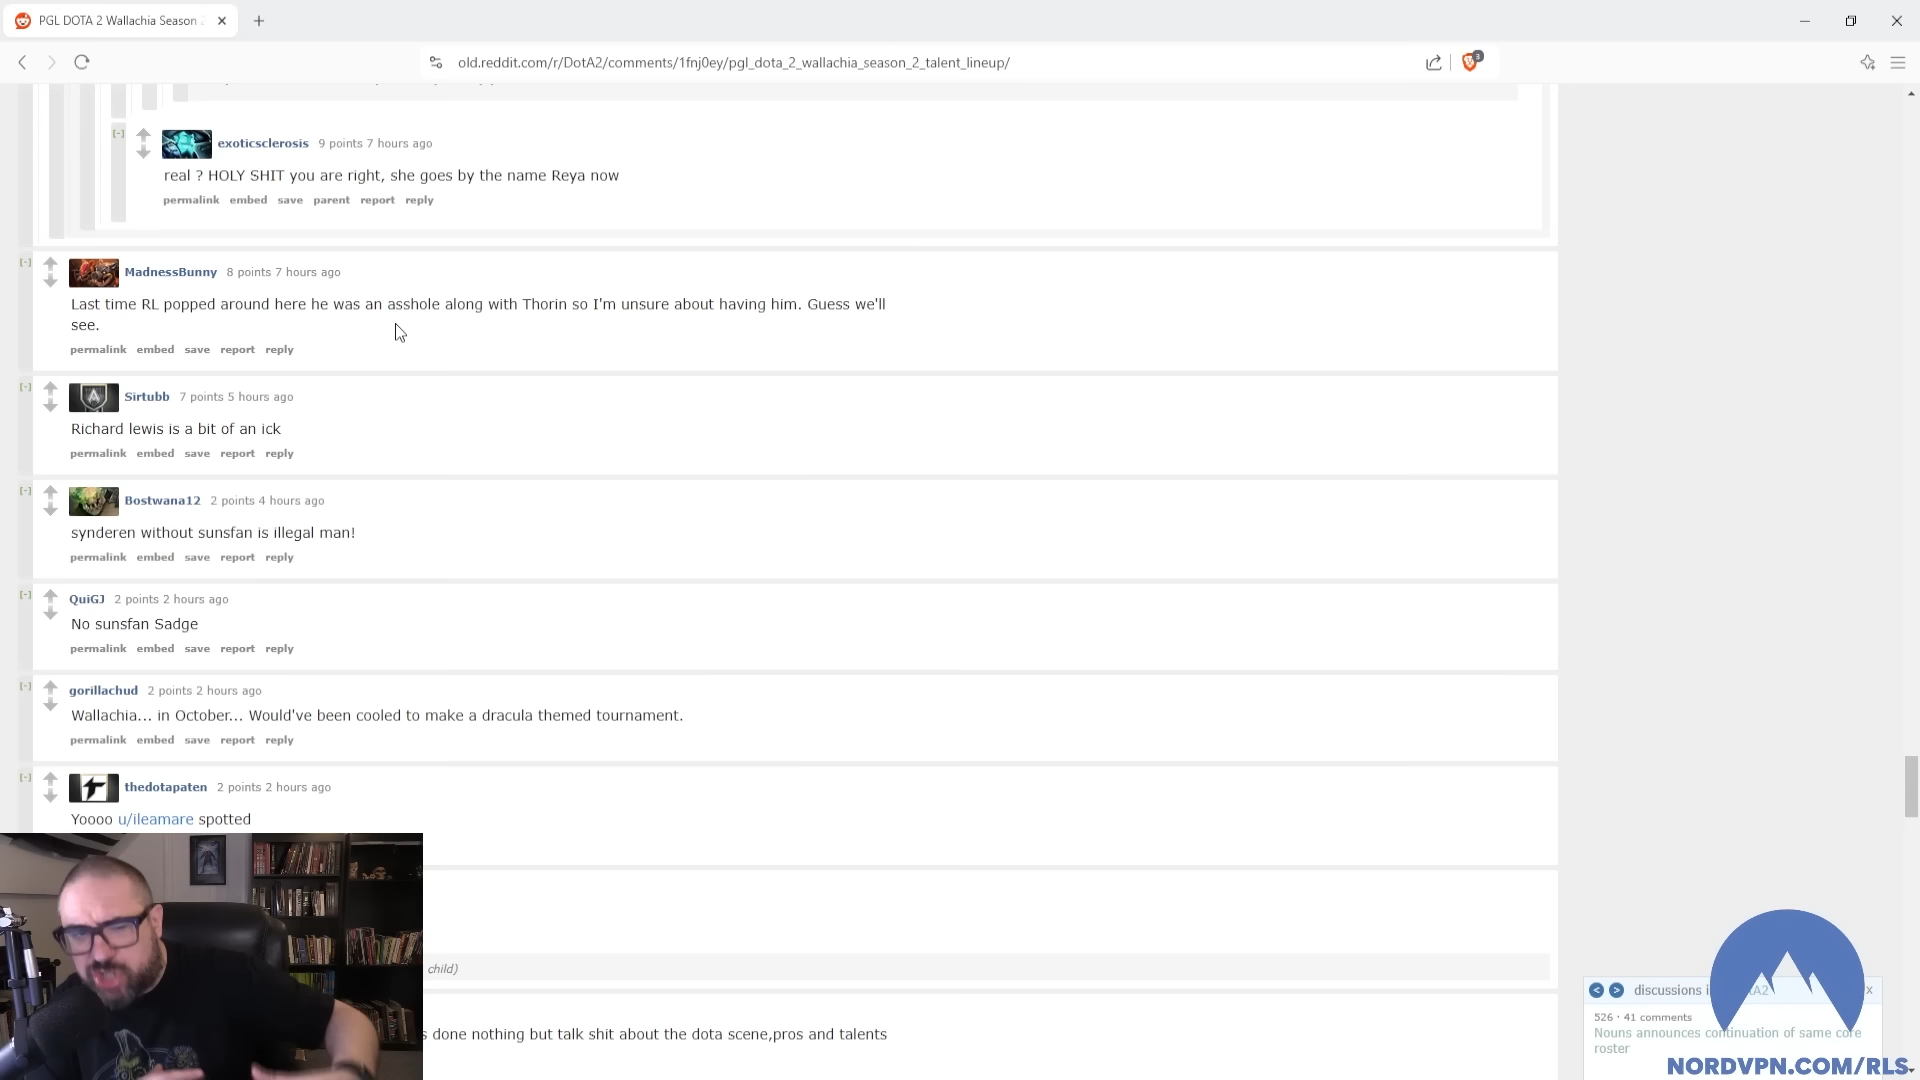 PGL DOTA 2 Wallachia Season
old.reddit.com/r/DotA2/comments/1fnj0ey/pgl_dota_2_wallachia_season_2_talent_lineup/
3
[-] exoticsclerosis 9 points 7 hours ago
real ? HOLY SHIT you are right, she goes by the name Reya now
permalink embed save parent report reply
[-] MadnessBunny 8 points 7 hours ago
Last time RL popped around here he was an asshole along with Thorin so I'm unsure about having him. Guess we'll
see.
permalink embed save report reply
[-] Sirtubb 7 points 5 hours ago
Richard lewis is a bit of an ick
permalink embed save report reply
[-] Bostwana12 2 points 4 hours ago
synderen without sunsfan is illegal man!
permalink embed save report reply
[-] QuiGJ 2 points 2 hours ago
No sunsfan Sadge
permalink embed save report reply
[-] gorillachud 2 points 2 hours ago
Wallachia... in October... Would've been cooled to make a dracula themed tournament.
permalink embed save report reply
[-] thedotapaten 2 points 2 hours ago
Yoooo u/ileamare spotted
child)
s done nothing but talk shit about the dota scene,pros and talents
< > discussions i A2 x
526 · 41 comments
Nouns announces continuation of same core
roster
NORDVPN.COM/RLS